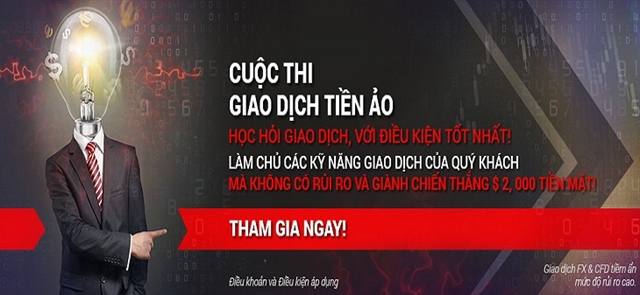 CUỘC THI
GIAO DỊCH TIỀN ẢO
HỌC HỎI GIAO DỊCH, VỚI ĐIỀU KIỆN TỐT NHẤT!
LÀM CHỦ CÁC KỸ NĂNG GIAO DỊCH CỦA QUÝ KHÁCH
MÀ KHÔNG CÓ RỦI RO VÀ GIÀNH CHIẾN THẮNG $ 2, 000 TIỀN MẶT!
THAM GIA NGAY!
Điều khoản và Điều kiện áp dụng
Giao dịch FX & CFD tiềm ẩn
mức độ rủi ro cao.